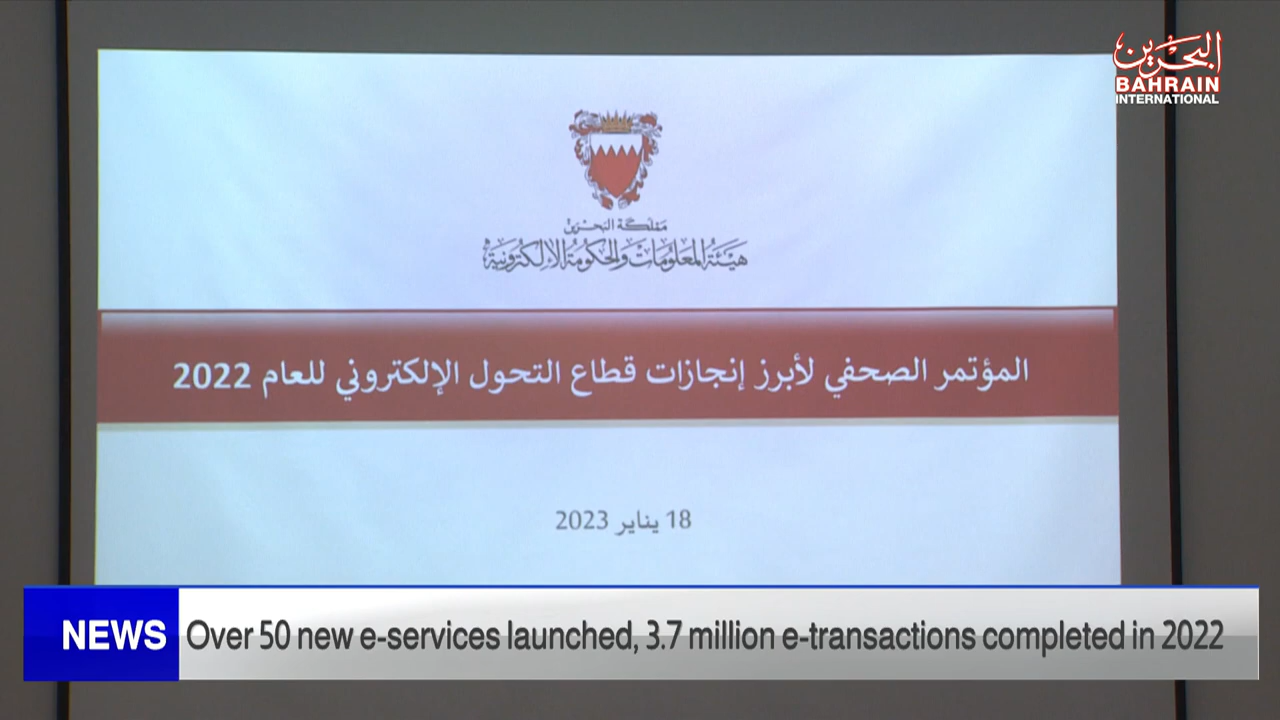 البحرين
BAHRAIN
INTERNATIONAL
مملكة البحرين
هيئة المعلومات والحكومة الإلكترونية
المؤتمر الصحفي لأبرز إنجازات قطاع التحول الإلكتروني للعام 2022
18 يناير 2023
NEWS
Over 50 new e-services launched, 3.7 million e-transactions completed in 2022